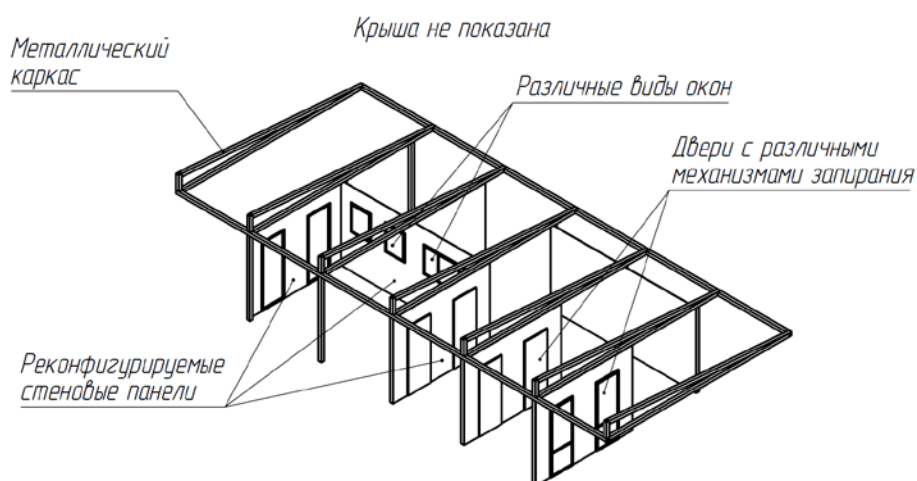 Крыша не показана
Металлический
каркас
Различные виды окон
Двери с различными
механизмами запирания
Реконфигурируемые
стеновые панели